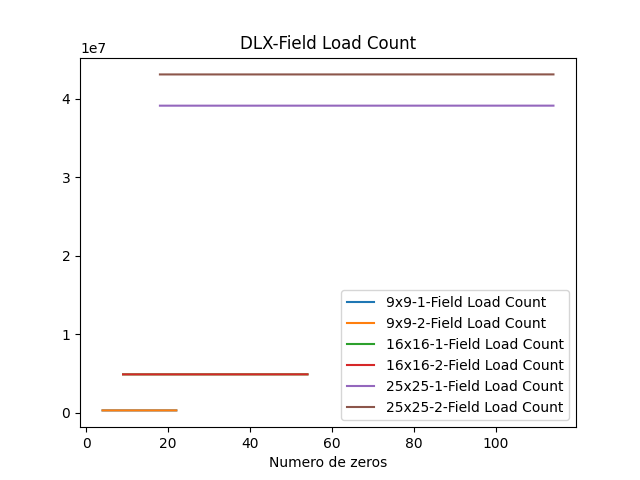 DLX-Field Load Count
1e7
4
3
2
1
0
0 20 40 60 80 100
Numero de zeros
9x9-1-Field Load Count
9x9-2-Field Load Count
16x16-1-Field Load Count
16x16-2-Field Load Count
25x25-1-Field Load Count
25x25-2-Field Load Count